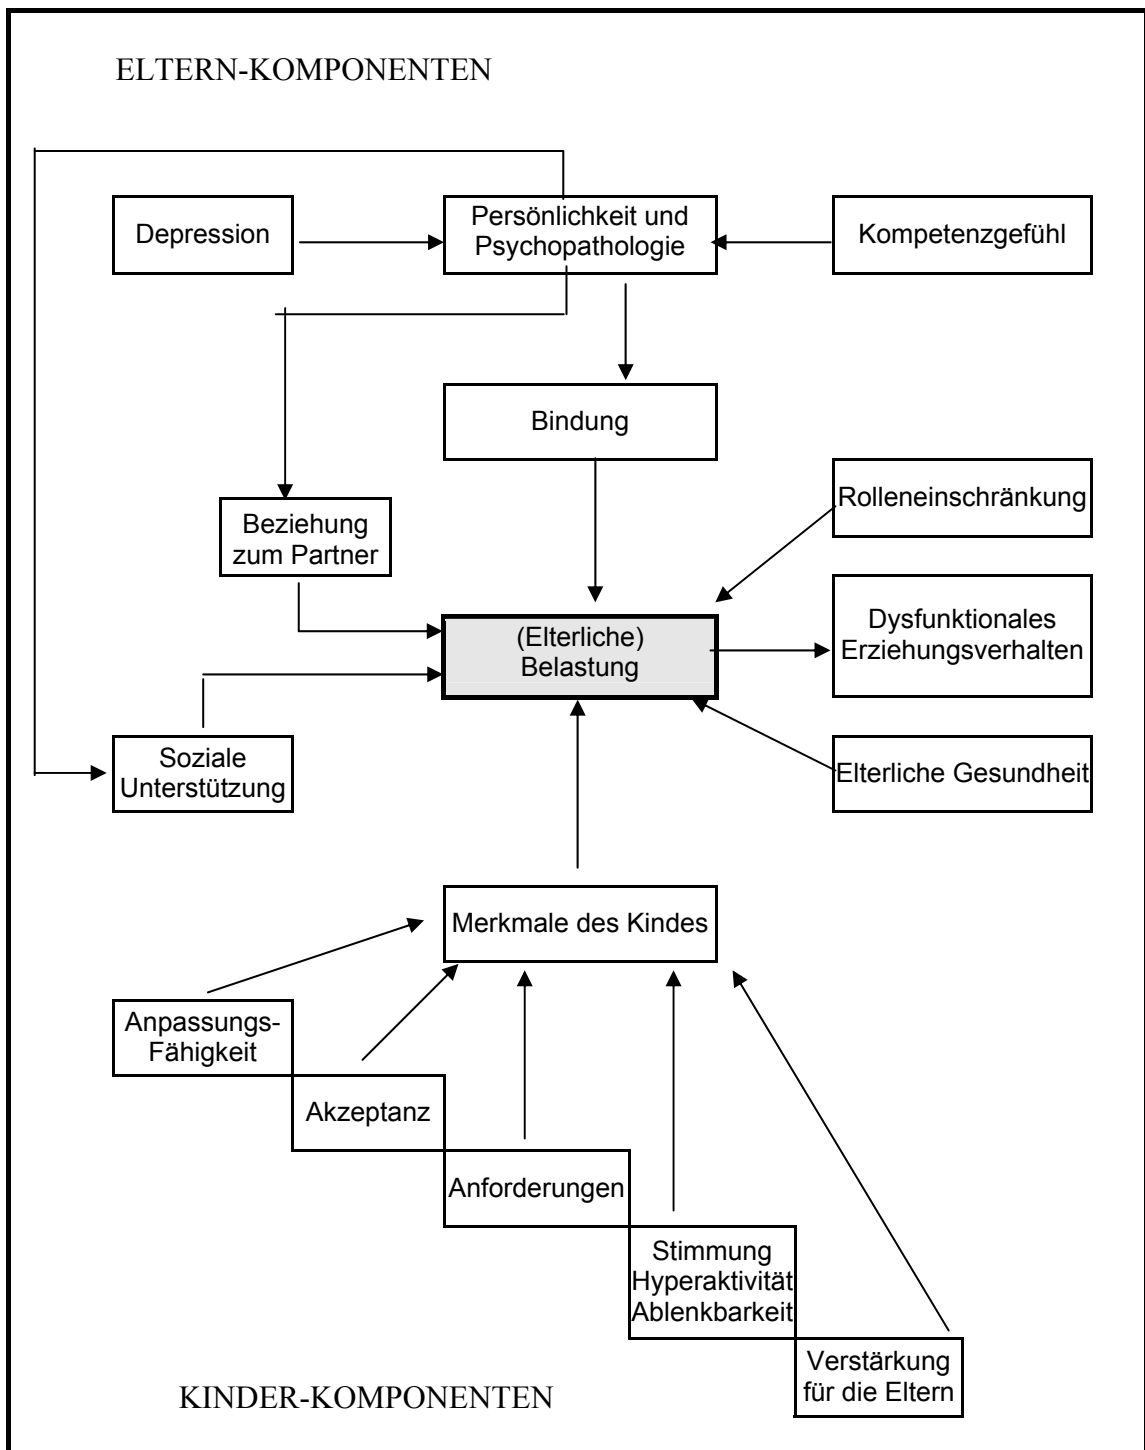 ELTERN-KOMPONENTEN
Depression
Persönlichkeit und
Psychopathologie
Kompetenzgefühl
Bindung
Rolleneinschränkung
Beziehung
zum Partner
Dysfunktionales
Erziehungsverhalten
(Elterliche)
Belastung
Soziale
Unterstützung
Elterliche Gesundheit
Merkmale des Kindes
Anpassungs-
Fähigkeit
Akzeptanz
Anforderungen
Stimmung
Hyperaktivität
Ablenkbarkeit
Verstärkung
für die Eltern
KINDER-KOMPONENTEN